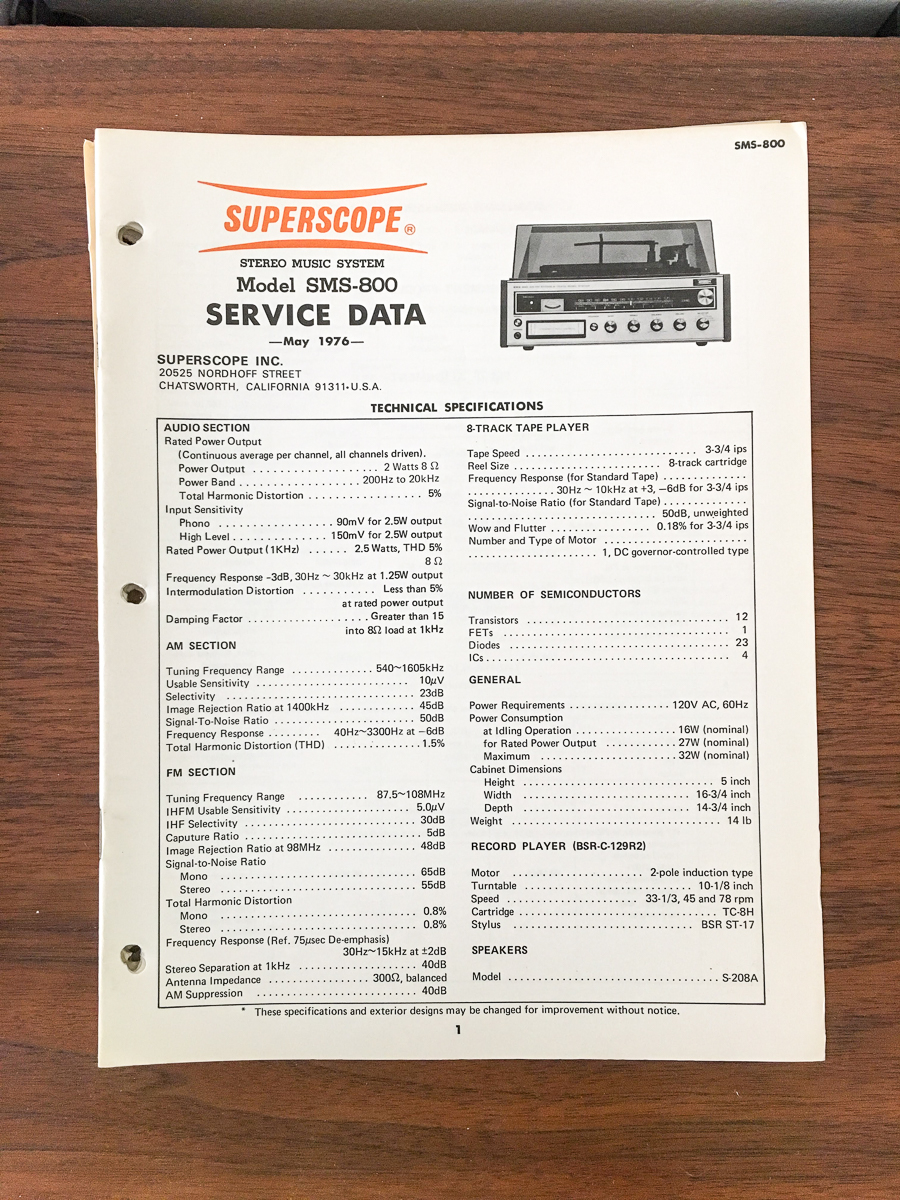 SMS-800
SUPERSCOPE®
STEREO MUSIC SYSTEM
Model SMS-800
SERVICE DATA
—May 1976—
SUPERSCOPE INC.
20525 NORDHOFF STREET
CHATSWORTH, CALIFORNIA 91311•U.S.A.
TECHNICAL SPECIFICATIONS
AUDIO SECTION
Rated Power Output
(Continuous average per channel, all channels driven).
Power Output . . . . . . . . . . . . . . . . . . . 2 Watts 8 Ω
Power Band . . . . . . . . . . . . . . . . . . . 200Hz to 20kHz
Total Harmonic Distortion . . . . . . . . . . . . . . . . . 5%
Input Sensitivity
Phono . . . . . . . . . . . . . . . . . 90mV for 2.5W output
High Level . . . . . . . . . . . . . . . 150mV for 2.5W output
Rated Power Output (1KHz) . . . . . . 2.5 Watts, THD 5%
8 Ω
Frequency Response -3dB, 30Hz ~ 30kHz at 1.25W output
Intermodulation Distortion . . . . . . . . . . . Less than 5%
at rated power output
Damping Factor . . . . . . . . . . . . . . . . . . Greater than 15
into 8Ω load at 1kHz
AM SECTION
Tuning Frequency Range . . . . . . . . . . . . . 540~1605kHz
Usable Sensitivity . . . . . . . . . . . . . . . . . . . . . . . 10μV
Selectivity . . . . . . . . . . . . . . . . . . . . . . . . . . . . 23dB
Image Rejection Ratio at 1400kHz . . . . . . . . . . . . 45dB
Signal-To-Noise Ratio . . . . . . . . . . . . . . . . . . . . . 50dB
Frequency Response . . . . . . . . . 40Hz~3300Hz at −6dB
Total Harmonic Distortion (THD) . . . . . . . . . . . . . 1.5%
FM SECTION
Tuning Frequency Range . . . . . . . . . . . . 87.5~108MHz
IHFM Usable Sensitivity . . . . . . . . . . . . . . . . . . . 5.0μV
IHF Selectivity . . . . . . . . . . . . . . . . . . . . . . . . . . 30dB
Caputure Ratio . . . . . . . . . . . . . . . . . . . . . . . . . . 5dB
Image Rejection Ratio at 98MHz . . . . . . . . . . . . . . 48dB
Signal-to-Noise Ratio
Mono . . . . . . . . . . . . . . . . . . . . . . . . . . . . . 65dB
Stereo . . . . . . . . . . . . . . . . . . . . . . . . . . . . . 55dB
Total Harmonic Distortion
Mono . . . . . . . . . . . . . . . . . . . . . . . . . . . . . 0.8%
Stereo . . . . . . . . . . . . . . . . . . . . . . . . . . . . . 0.8%
Frequency Response (Ref. 75μsec De-emphasis)
30Hz~15kHz at ±2dB
Stereo Separation at 1kHz . . . . . . . . . . . . . . . . . . 40dB
Antenna Impedance . . . . . . . . . . . . . . . . 300Ω, balanced
AM Suppression . . . . . . . . . . . . . . . . . . . . . . . . 40dB
8-TRACK TAPE PLAYER
Tape Speed . . . . . . . . . . . . . . . . . . . . . . . . . . 3-3/4 ips
Reel Size . . . . . . . . . . . . . . . . . . . . . . 8-track cartridge
Frequency Response (for Standard Tape) . . . . . . . . . . . . .
. . . . . . . . . . . . . 30Hz ~ 10kHz at +3, −6dB for 3-3/4 ips
Signal-to-Noise Ratio (for Standard Tape) . . . . . . . . . . . . .
. . . . . . . . . . . . . . . . . . . . . . . . . . . . 50dB, unweighted
Wow and Flutter . . . . . . . . . . . . . . . . 0.18% for 3-3/4 ips
Number and Type of Motor . . . . . . . . . . . . . . . . . . . . .
. . . . . . . . . . . . . . . . . . . 1, DC governor-controlled type
NUMBER OF SEMICONDUCTORS
Transistors . . . . . . . . . . . . . . . . . . . . . . . . . . . . . . 12
FETs . . . . . . . . . . . . . . . . . . . . . . . . . . . . . . . . . . 1
Diodes . . . . . . . . . . . . . . . . . . . . . . . . . . . . . . . . . 23
ICs . . . . . . . . . . . . . . . . . . . . . . . . . . . . . . . . . . . . 4
GENERAL
Power Requirements . . . . . . . . . . . . . . . 120V AC, 60Hz
Power Consumption
at Idling Operation . . . . . . . . . . . . . . . 16W (nominal)
for Rated Power Output . . . . . . . . . . . 27W (nominal)
Maximum . . . . . . . . . . . . . . . . . . . . . 32W (nominal)
Cabinet Dimensions
Height . . . . . . . . . . . . . . . . . . . . . . . . . . . . . 5 inch
Width . . . . . . . . . . . . . . . . . . . . . . . . . 16-3/4 inch
Depth . . . . . . . . . . . . . . . . . . . . . . . . . 14-3/4 inch
Weight . . . . . . . . . . . . . . . . . . . . . . . . . . . . . . . 14 lb
RECORD PLAYER (BSR-C-129R2)
Motor . . . . . . . . . . . . . . . . . . . . . 2-pole induction type
Turntable . . . . . . . . . . . . . . . . . . . . . . . . . 10-1/8 inch
Speed . . . . . . . . . . . . . . . . . . . . 33-1/3, 45 and 78 rpm
Cartridge . . . . . . . . . . . . . . . . . . . . . . . . . . . . . . TC-8H
Stylus . . . . . . . . . . . . . . . . . . . . . . . . . . . BSR ST-17
SPEAKERS
Model . . . . . . . . . . . . . . . . . . . . . . . . . . . . . . . S-208A
* These specifications and exterior designs may be changed for improvement without notice.
1